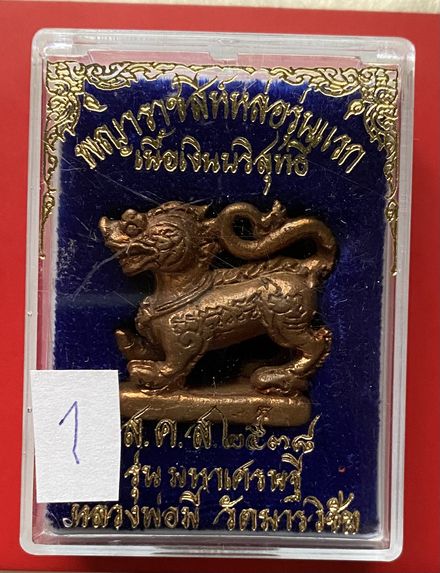 พญาราชสีห์หล่อรุ่นแรก
เนื้อเงินบริสุทธิ์
ส.ค.ส. ๒๕๓๘
รุ่น มหาเศรษฐี
หลวงพ่อมี วัดมารวิชัย
1